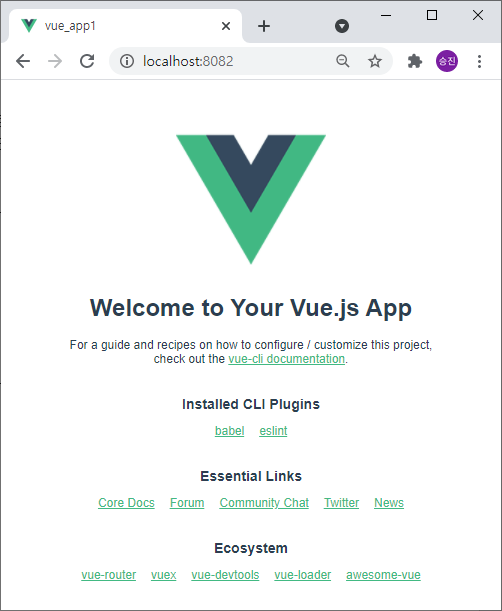 vue_app1
localhost:8082
승진
Welcome to Your Vue.js App
For a guide and recipes on how to configure / customize this project,
check out the vue-cli documentation.
Installed CLI Plugins
babel eslint
Essential Links
Core Docs Forum Community Chat Twitter News
Ecosystem
vue-router vuex vue-devtools vue-loader awesome-vue